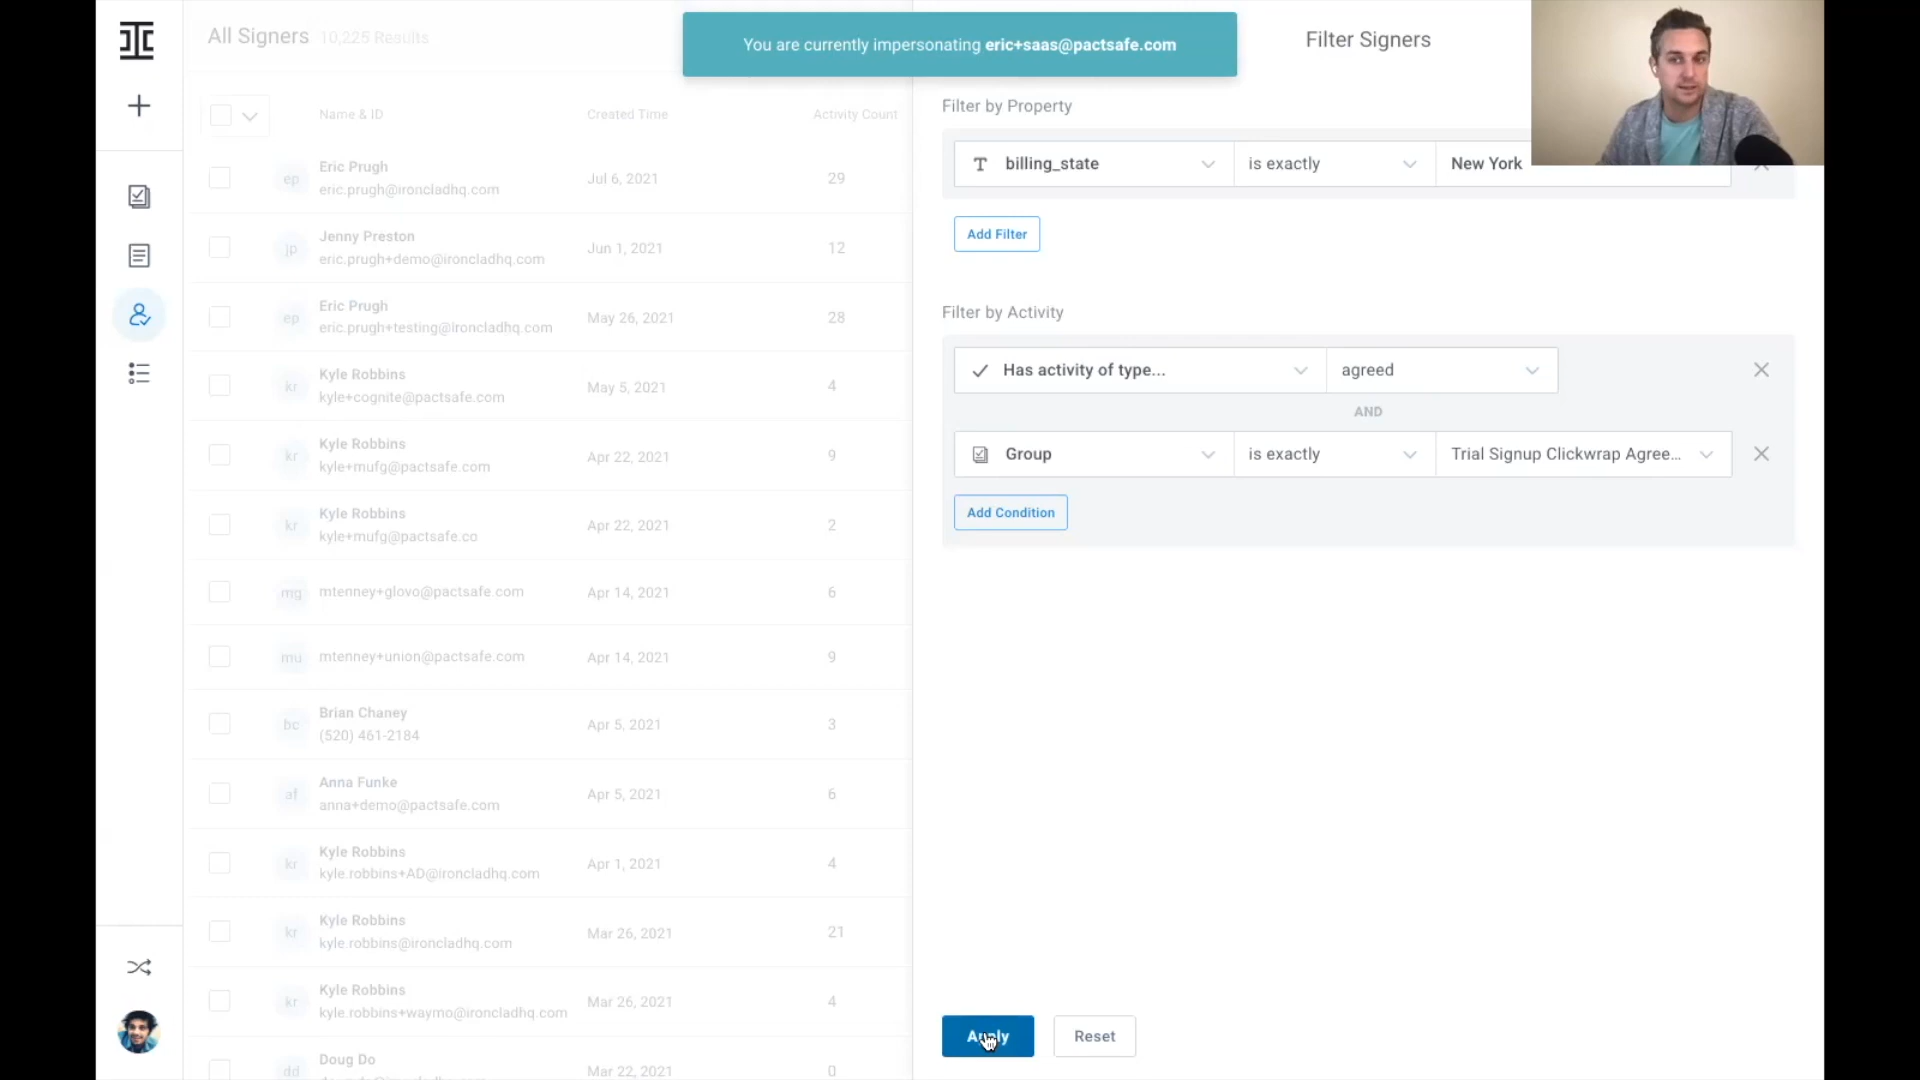 All Signers 10,225 Results
You are currently impersonating eric+saas@pactsafe.com
Filter Signers
Name & ID
Created Time
Activity Count
ep
Eric Prugh
eric.prugh@ironcladhq.com
Jul 6, 2021
29
jp
Jenny Preston
eric.prugh+demo@ironcladhq.com
Jun 1, 2021
12
ep
Eric Prugh
eric.prugh+testing@ironcladhq.com
May 26, 2021
28
kr
Kyle Robbins
kyle+cognite@pactsafe.com
May 5, 2021
4
kr
Kyle Robbins
kyle+mufg@pactsafe.com
Apr 22, 2021
9
kr
Kyle Robbins
kyle+mufg@pactsafe.co
Apr 22, 2021
2
mg
mtenney+glovo@pactsafe.com
Apr 14, 2021
6
mu
mtenney+union@pactsafe.com
Apr 14, 2021
9
bc
Brian Chaney
(520) 461-2184
Apr 5, 2021
3
af
Anna Funke
anna+demo@pactsafe.com
Apr 5, 2021
6
kr
Kyle Robbins
kyle.robbins+AD@ironcladhq.com
Apr 1, 2021
4
kr
Kyle Robbins
kyle.robbins@ironcladhq.com
Mar 26, 2021
21
kr
Kyle Robbins
kyle.robbins+waymo@ironcladhq.com
Mar 26, 2021
4
dd
Doug Do
Mar 22, 2021
0
Filter by Property
billing_state
is exactly
New York
Add Filter
Filter by Activity
Has activity of type...
agreed
AND
Group
is exactly
Trial Signup Clickwrap Agree...
Add Condition
Apply
Reset